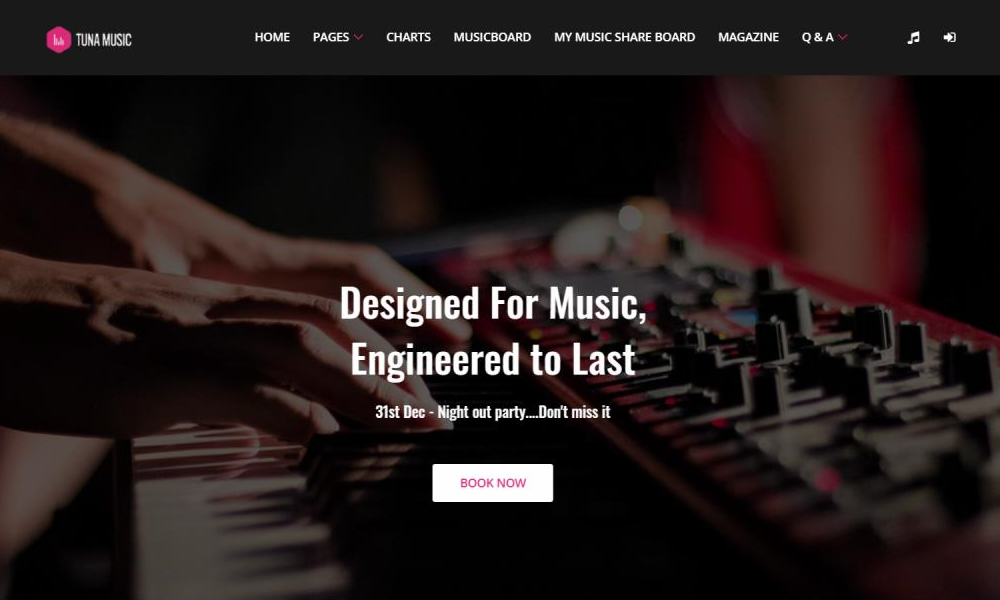 TUNA MUSIC
HOME PAGES CHARTS MUSICBOARD MY MUSIC SHARE BOARD MAGAZINE Q & A
Designed For Music,
Engineered to Last
31st Dec - Night out party....Don't miss it
BOOK NOW